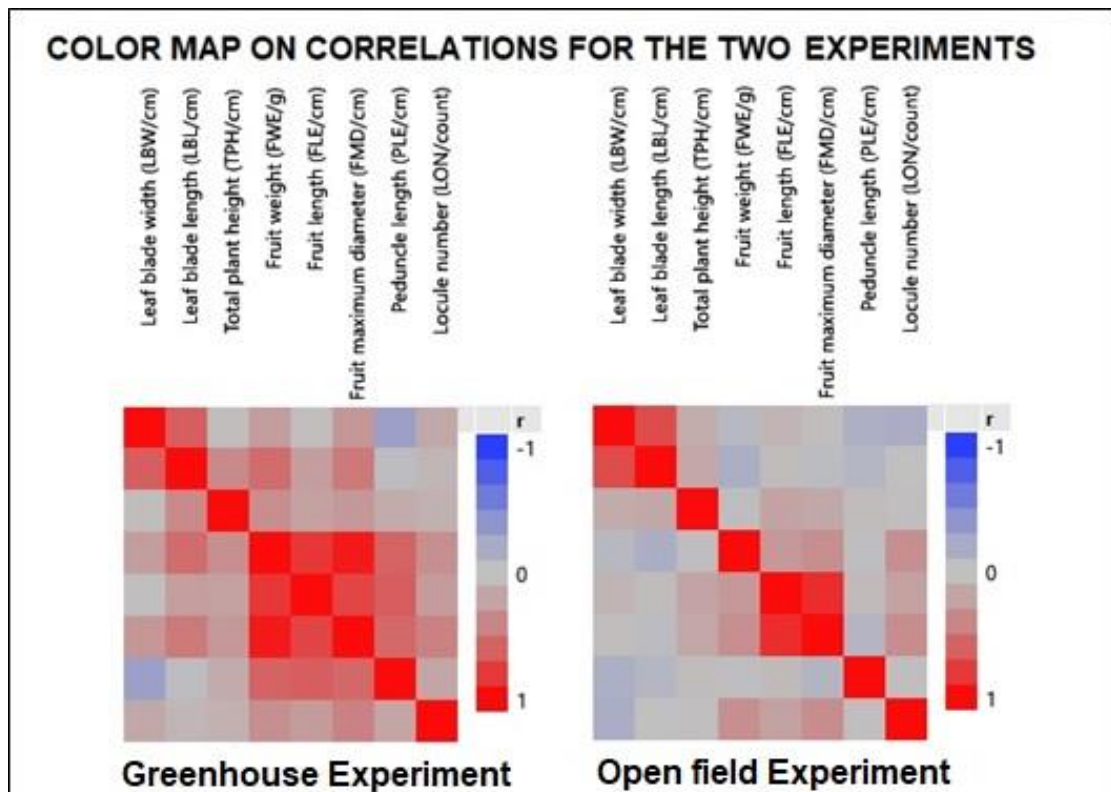 COLOR MAP ON CORRELATIONS FOR THE TWO EXPERIMENTS
Leaf blade width (LBW/cm)
Leaf blade length (LBL/cm)
Total plant height (TPH/cm)
Fruit weight (FWE/g)
Fruit length (FLE/cm)
Fruit maximum diameter (FMD/cm)
Peduncle length (PLE/cm)
Locule number (LON/count)
r
-1
0
1
Greenhouse Experiment
Leaf blade width (LBW/cm)
Leaf blade length (LBL/cm)
Total plant height (TPH/cm)
Fruit weight (FWE/g)
Fruit length (FLE/cm)
Fruit maximum diameter (FMD/cm)
Peduncle length (PLE/cm)
Locule number (LON/count)
r
-1
0
1
Open field Experiment